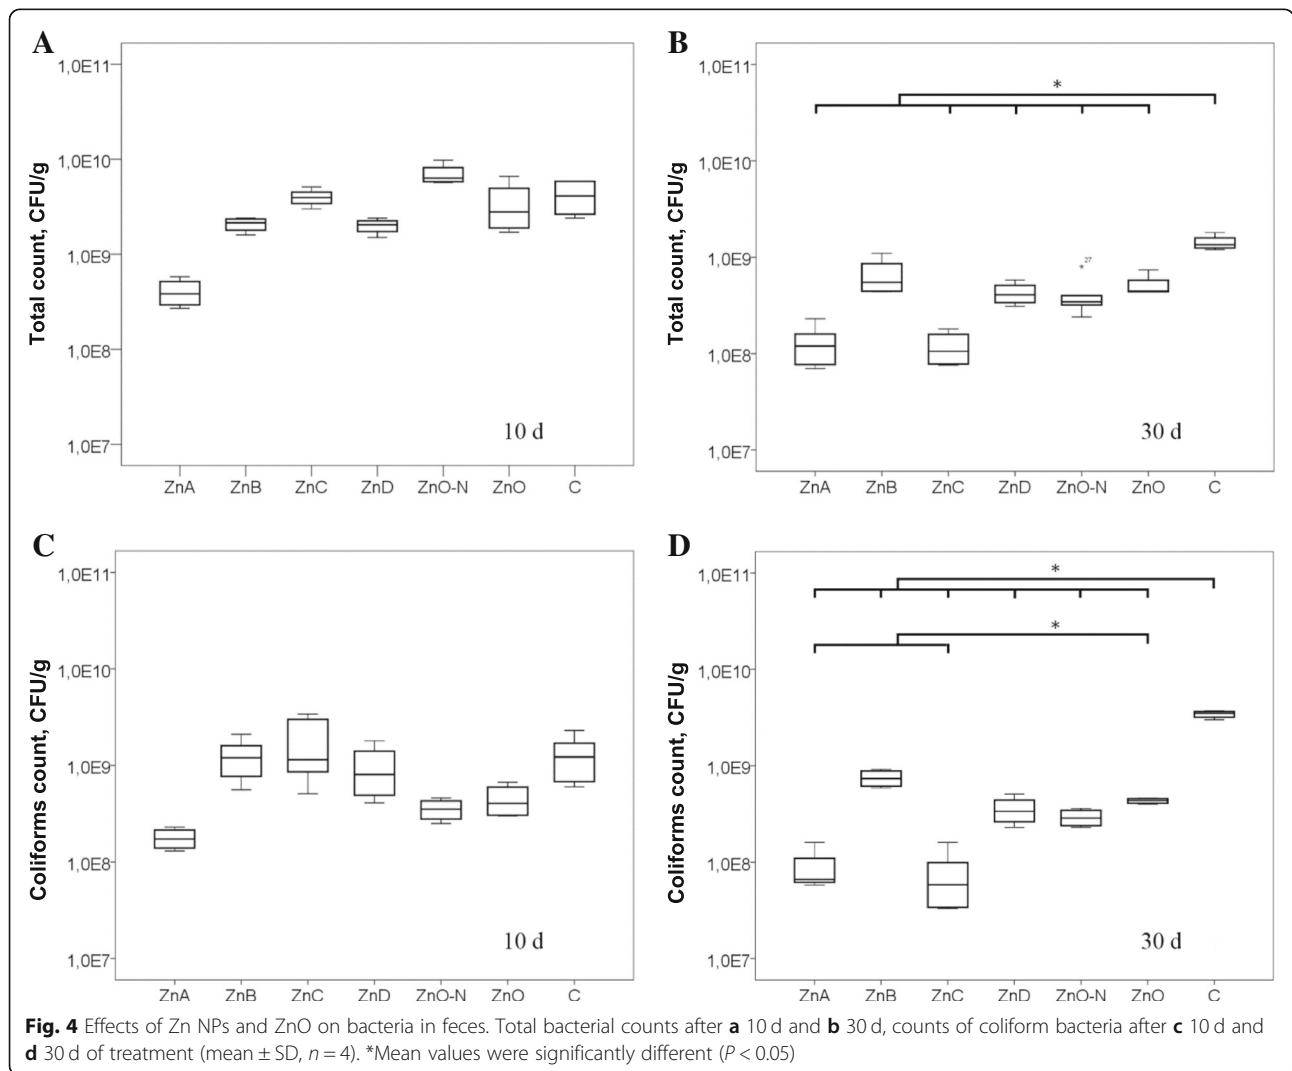 A
Total count, CFU/g
1,0E11
1,0E10
1,0E9
1,0E8
1,0E7
10 d
ZnA ZnB ZnC ZnD ZnO-N ZnO C
B
Total count, CFU/g
1,0E11
1,0E10
1,0E9
1,0E8
1,0E7
*
*27
30 d
ZnA ZnB ZnC ZnD ZnO-N ZnO C
C
Coliforms count, CFU/g
1,0E11
1,0E10
1,0E9
1,0E8
1,0E7
10 d
ZnA ZnB ZnC ZnD ZnO-N ZnO C
D
Coliforms count, CFU/g
1,0E11
1,0E10
1,0E9
1,0E8
1,0E7
*
*
30 d
ZnA ZnB ZnC ZnD ZnO-N ZnO C
Fig. 4 Effects of Zn NPs and ZnO on bacteria in feces. Total bacterial counts after a 10 d and b 30 d, counts of coliform bacteria after c 10 d and
d 30 d of treatment (mean ± SD, n = 4). *Mean values were significantly different (P < 0.05)